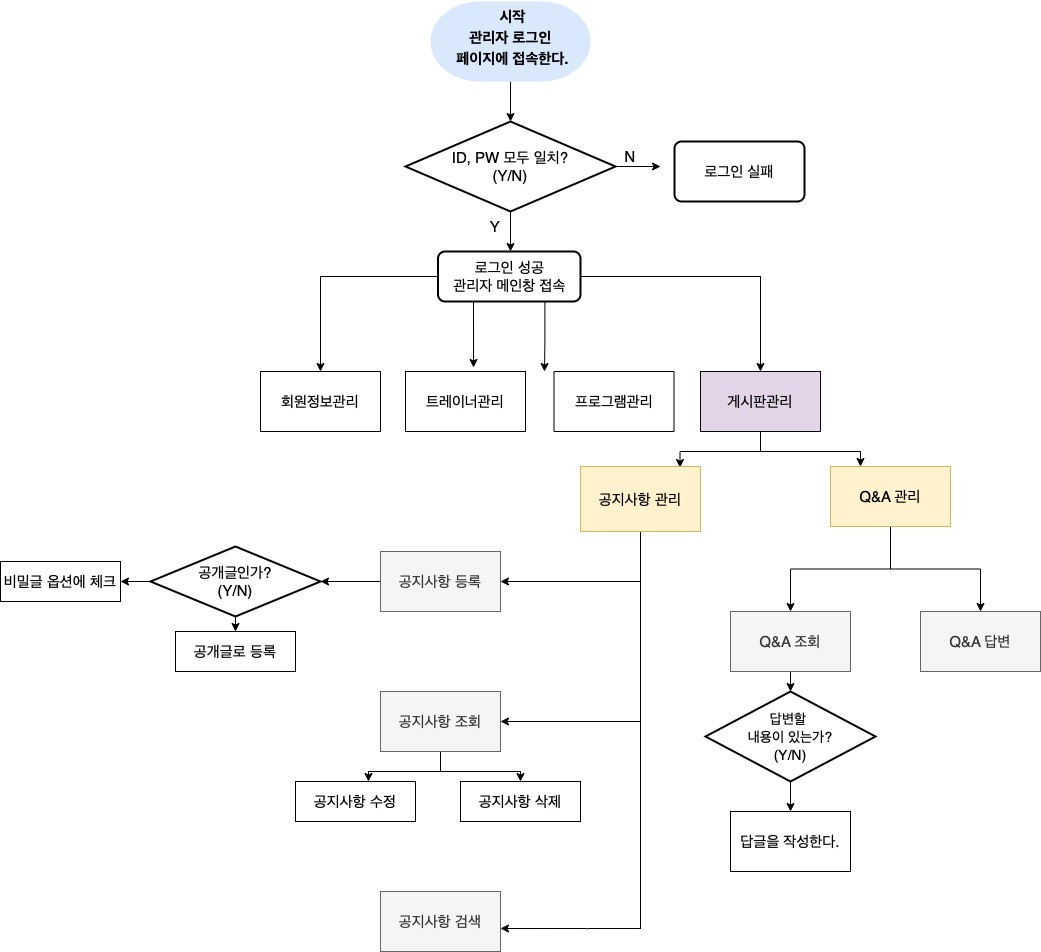 시작
관리자 로그인
페이지에 접속한다.
ID, PW 모두 일치?
(Y/N)
N
로그인 실패
Y
로그인 성공
관리자 메인창 접속
회원정보관리
트레이너관리
프로그램관리
게시판관리
공지사항 관리
Q&A 관리
비밀글 옵션에 체크
공개글인가?
(Y/N)
공지사항 등록
공개글로 등록
Q&A 조회
Q&A 답변
공지사항 조회
답변할
내용이 있는가?
(Y/N)
공지사항 수정
공지사항 삭제
답글을 작성한다.
공지사항 검색